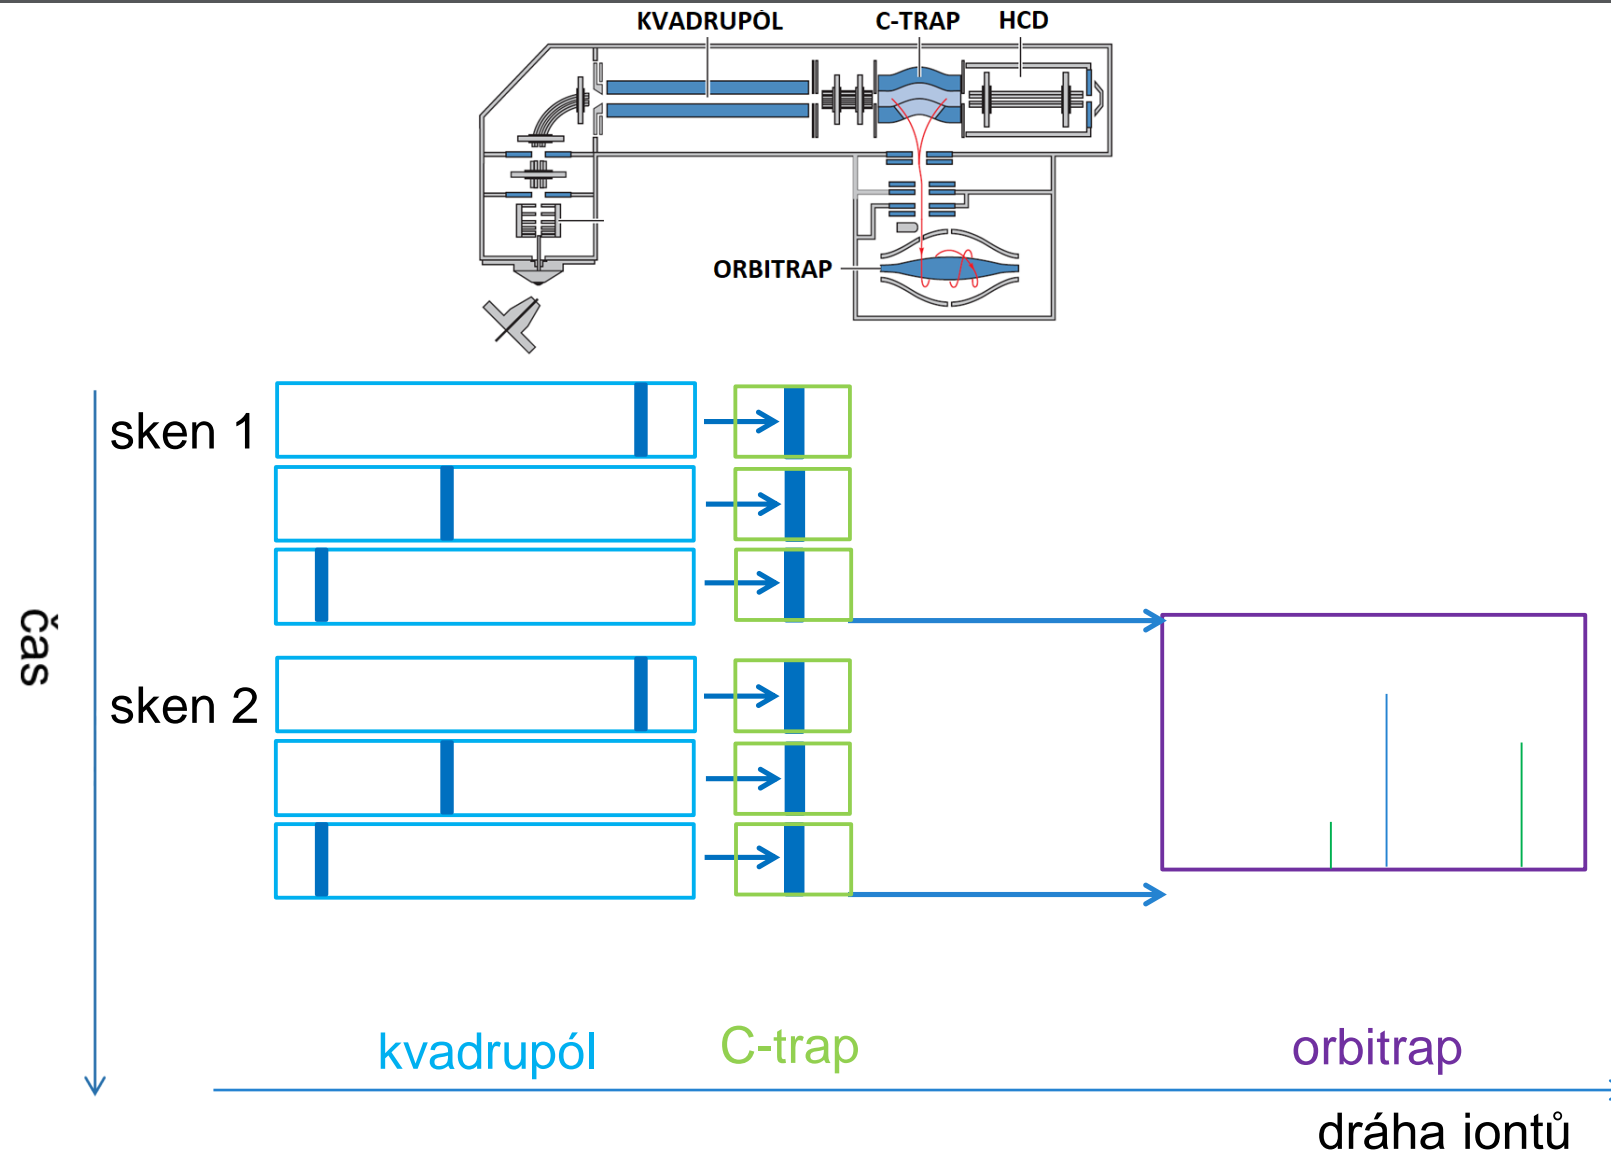 KVADRUPÓL
C-TRAP
HCD
ORBITRAP
sken 1
čas
sken 2
kvadrupól
C-trap
orbitrap
dráha iontů